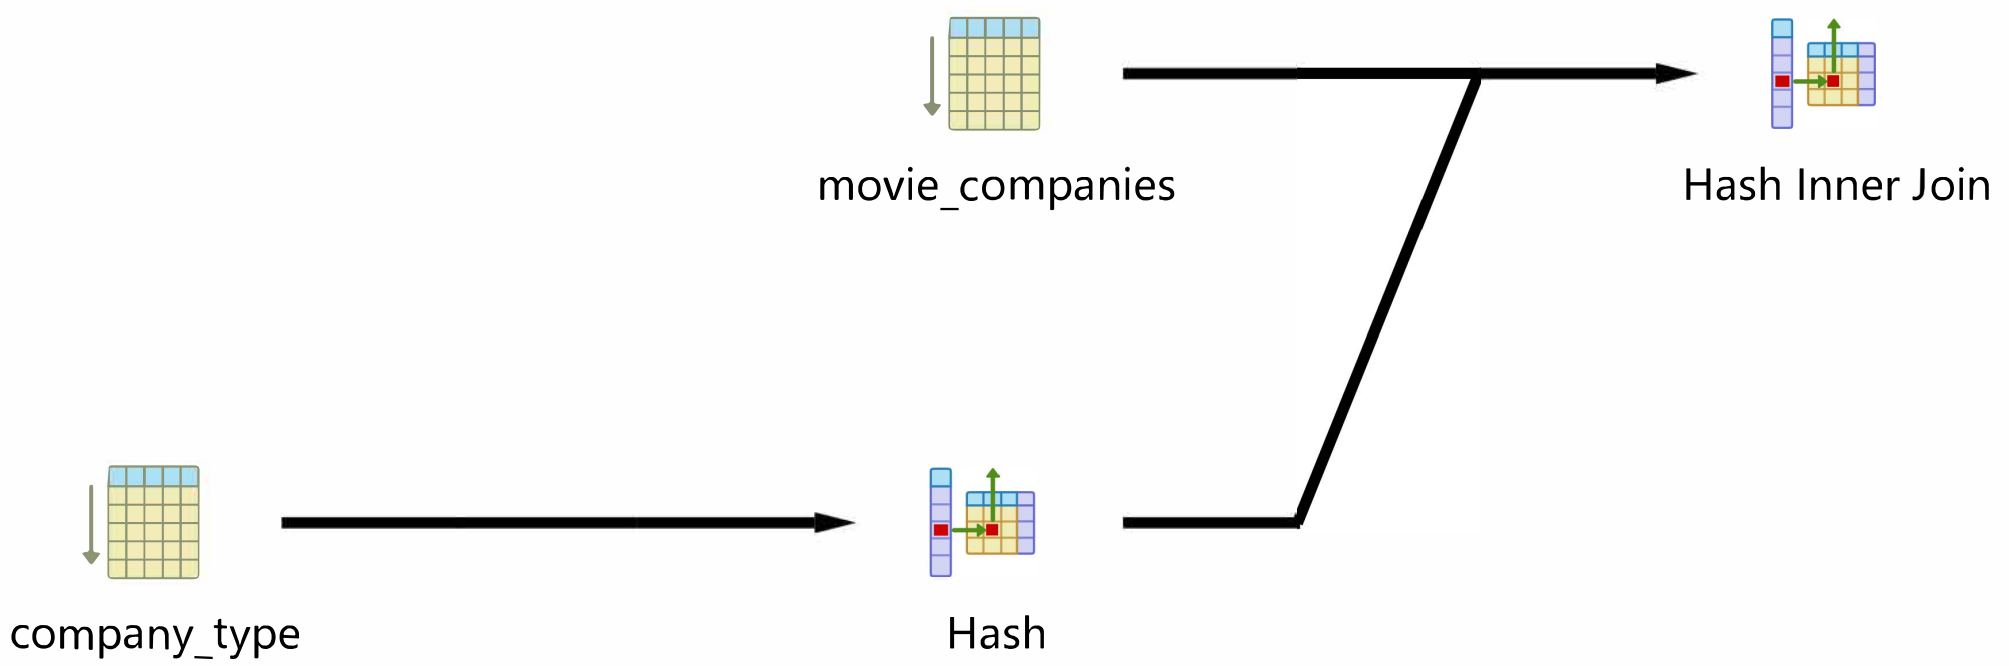 movie_companies
Hash Inner Join
company_type
Hash